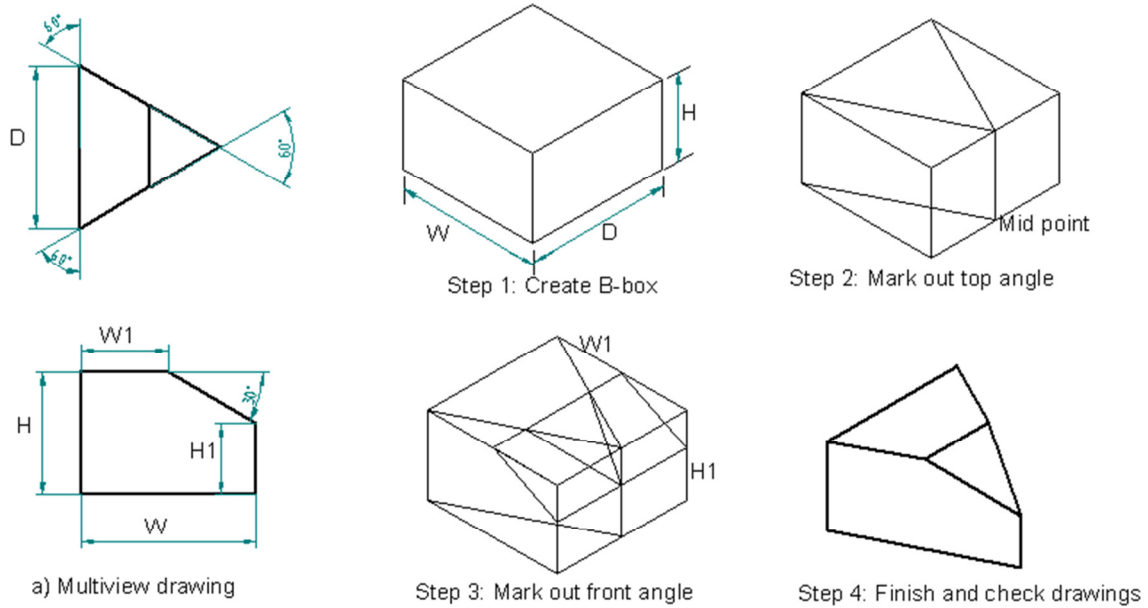 60°
D
60°
60°
H
W
D
Step 1: Create B-box
Mid point
Step 2: Mark out top angle
W1
30°
H
H1
W
a) Multiview drawing
W1
H1
Step 3: Mark out front angle
Step 4: Finish and check drawings